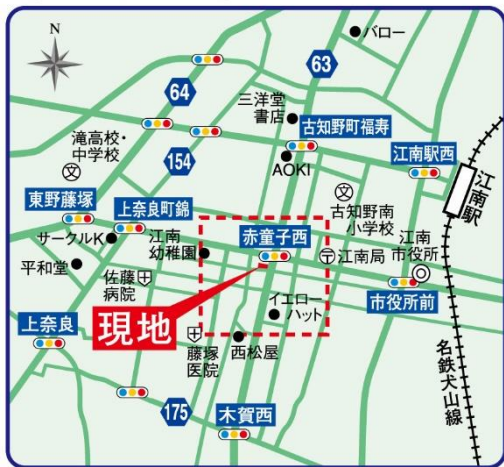 N
バロー
63
64
三洋堂
書店
古知野町福寿
滝高校・
中学校
154
江南駅西
AOKI
文
文
江南駅
東野藤塚
上奈良町錦
古知野南
小学校
サークルK
江南
幼稚園
赤童子西
江南
市役所
平和堂
佐藤
病院
〒江南局
市役所前
イエロー
ハット
上奈良
現地
藤塚
医院
西松屋
名鉄犬山線
175
木賀西